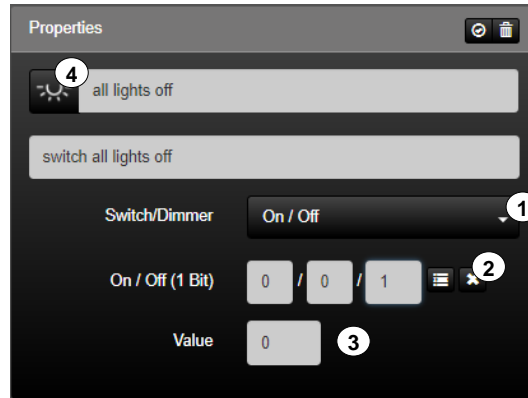 Properties
4
all lights off
switch all lights off
Switch/Dimmer On / Off 1
On / Off (1 Bit) 0 / 0 / 1 2
Value 0 3